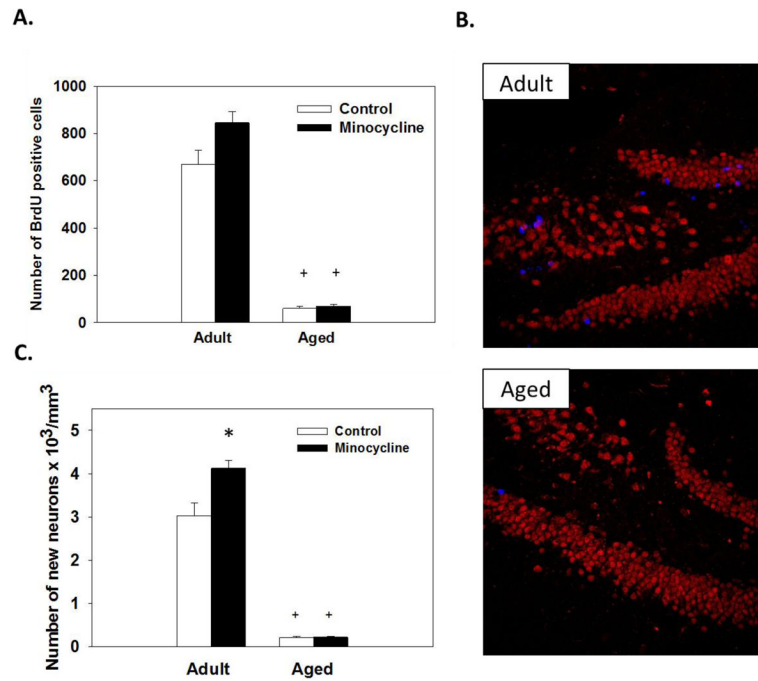 A.
Number of BrdU positive cells
1000
800
600
400
200
0
Control
Minocycline
+ +
Adult Aged
B.
Adult
Aged
C.
Number of new neurons x 10³/mm³
5
4
3
2
1
0
Control
Minocycline
*
+ +
Adult Aged